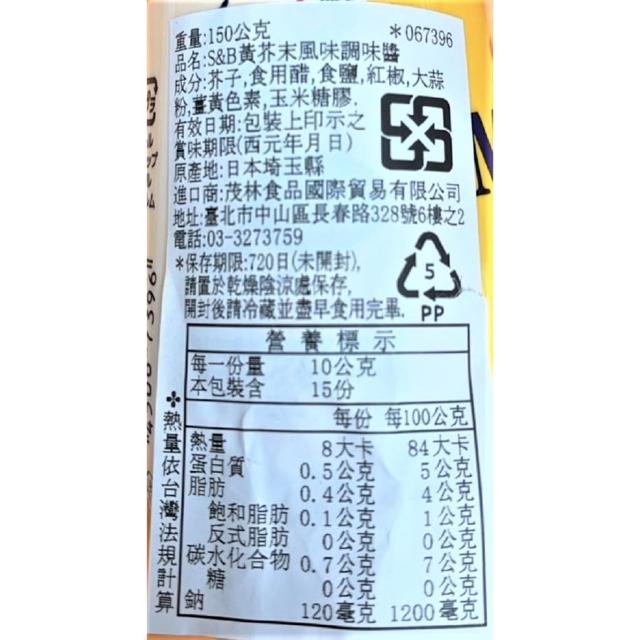 重量:150公克 *067396
品名:S&B黃芥末風味調味醬
成分:芥子,食用醋,食鹽,紅椒,大蒜
粉,薑黃色素,玉米糖膠.
有效日期:包裝上印示之
賞味期限(西元年月日)
原產地:日本埼玉縣
進口商:茂林食品國際貿易有限公司
地址:臺北市中山區長春路328號6樓之2
電話:03-3273759
*保存期限:720日(未開封),
請置於乾燥陰涼處保存,
開封後請冷藏並盡早食用完畢.
5
PP
營養標示
每一份量 10公克
本包裝含 15份
每份 每100公克
熱量 8大卡 84大卡
蛋白質 0.5公克 5公克
脂肪 0.4公克 4公克
飽和脂肪 0.1公克 1公克
反式脂肪 0公克 0公克
碳水化合物 0.7公克 7公克
糖 0公克 0公克
鈉 120毫克 1200毫克
*熱量依台灣法規計算